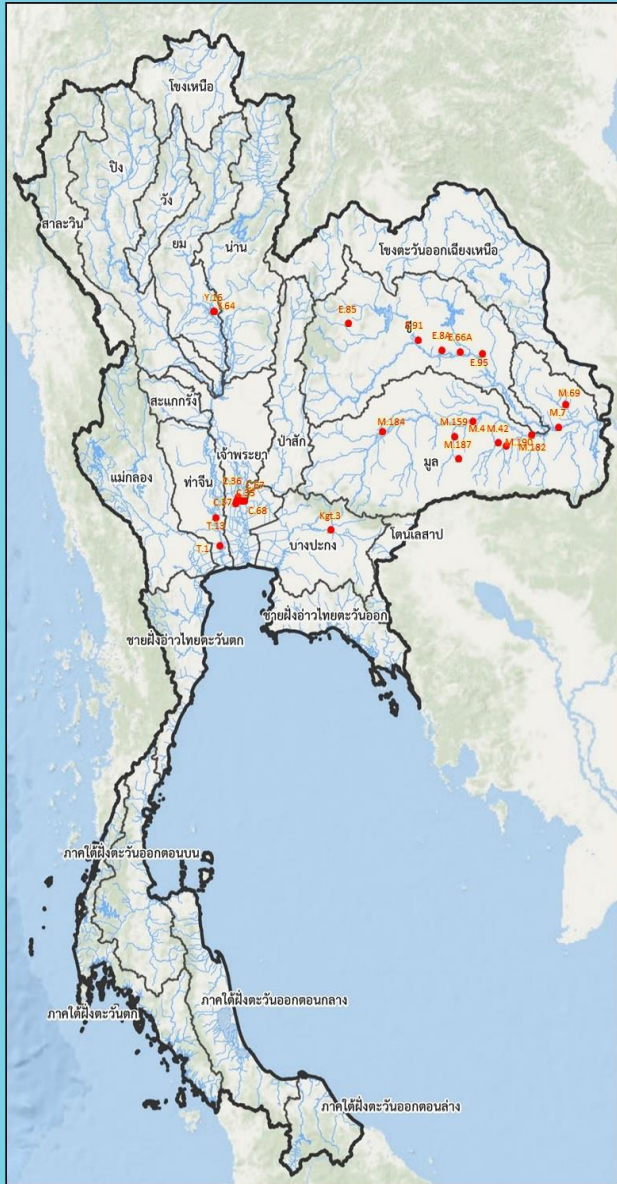 โขงเหนือ
ปิง
วัง
สาละวิน
ยม
น่าน
โขงตะวันออกเฉียงเหนือ
Y.16
.64
E.85
ชี
.91
E.8A
E.66A
E.95
สะแกกรัง
M.69
ป่าสัก
M.7
M.184
M.159
M.4
M.42
M.190
M.182
M.187
เจ้าพระยา
มูล
แม่กลอง
ท่าจีน
C.36
C.67
C.35
C.37
C.68
T.13
Kgt.3
T.1
บางปะกง
โตนเลสาป
ชายฝั่งอ่าวไทยตะวันออก
ชายฝั่งอ่าวไทยตะวันตก
ภาคใต้ฝั่งตะวันออกตอนบน
ภาคใต้ฝั่งตะวันออกตอนกลาง
ภาคใต้ฝั่งตะวันตก
ภาคใต้ฝั่งตะวันออกตอนล่าง